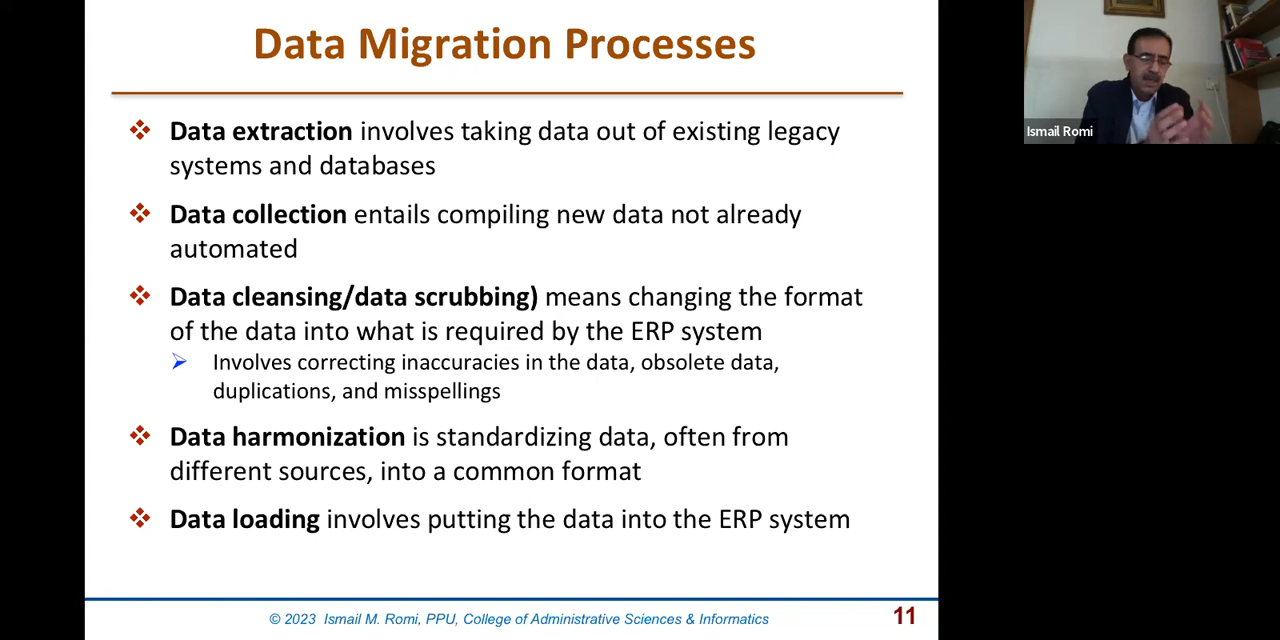 Data Migration Processes
Data extraction involves taking data out of existing legacy
systems and databases
Data collection entails compiling new data not already
automated
Data cleansing/data scrubbing) means changing the format
of the data into what is required by the ERP system
Involves correcting inaccuracies in the data, obsolete data,
duplications, and misspellings
Data harmonization is standardizing data, often from
different sources, into a common format
Data loading involves putting the data into the ERP system
© 2023 Ismail M. Romi, PPU, College of Administrative Sciences & Informatics
11
Ismail Romi